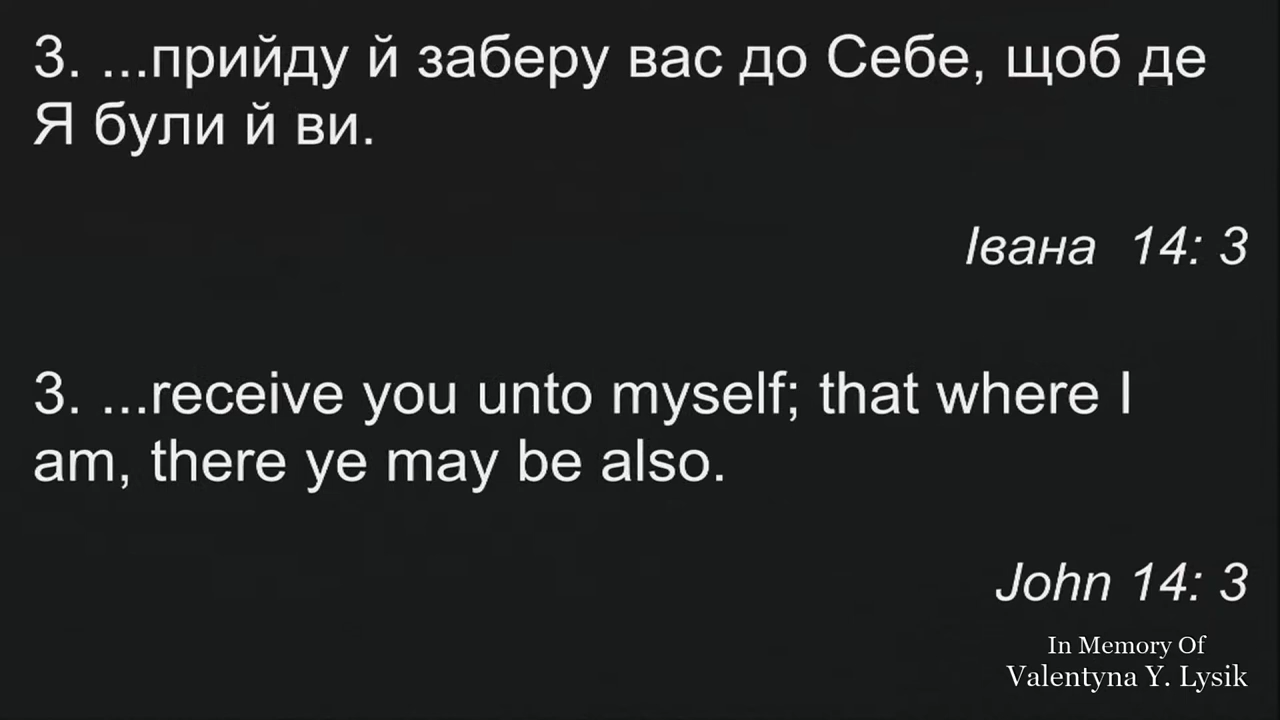 3. ...прийду й заберу вас до Себе, щоб де
Я були й ви.
Івана 14: 3
3. ...receive you unto myself; that where I
am, there ye may be also.
John 14: 3
In Memory Of
Valentyna Y. Lysik